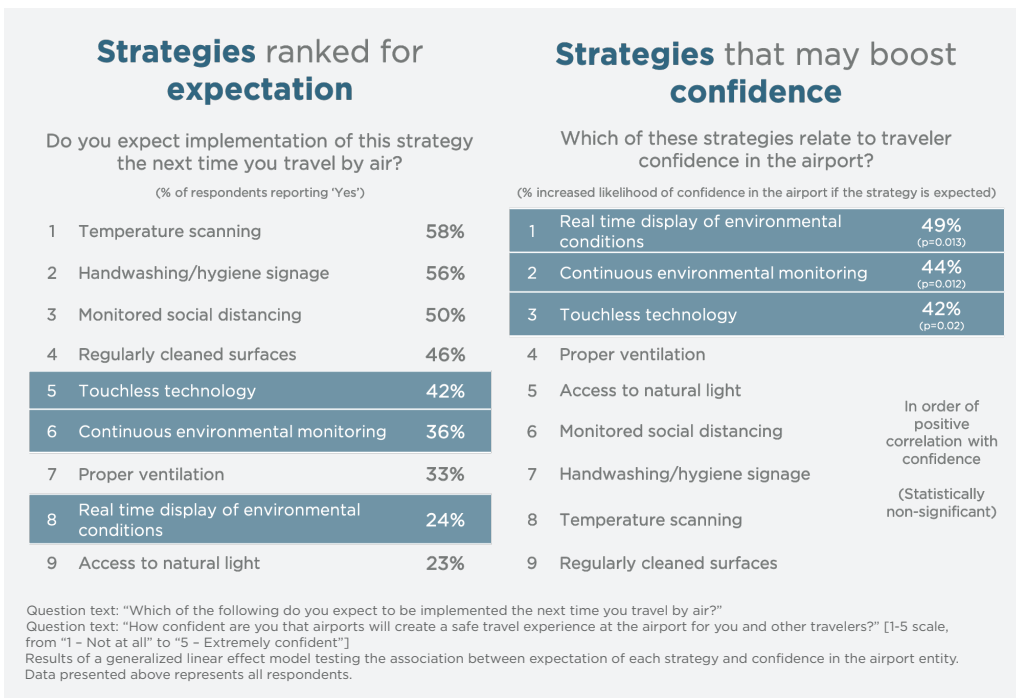 Strategies ranked for
expectation
Do you expect implementation of this strategy
the next time you travel by air?
(% of respondents reporting ‘Yes’)
1 Temperature scanning 58%
2 Handwashing/hygiene signage 56%
3 Monitored social distancing 50%
4 Regularly cleaned surfaces 46%
5 Touchless technology 42%
6 Continuous environmental monitoring 36%
7 Proper ventilation 33%
8 Real time display of environmental
conditions 24%
9 Access to natural light 23%
Strategies that may boost
confidence
Which of these strategies relate to traveler
confidence in the airport?
(% increased likelihood of confidence in the airport if the strategy is expected)
1 Real time display of environmental
conditions 49%
(p=0.013)
2 Continuous environmental monitoring 44%
(p=0.012)
3 Touchless technology 42%
(p=0.02)
4 Proper ventilation
5 Access to natural light
6 Monitored social distancing
7 Handwashing/hygiene signage
8 Temperature scanning
9 Regularly cleaned surfaces
In order of
positive
correlation with
confidence
(Statistically
non-significant)
Question text: “Which of the following do you expect to be implemented the next time you travel by air?”
Question text: “How confident are you that airports will create a safe travel experience at the airport for you and other travelers?” [1-5 scale,
from “1 – Not at all” to “5 – Extremely confident”]
Results of a generalized linear effect model testing the association between expectation of each strategy and confidence in the airport entity.
Data presented above represents all respondents.